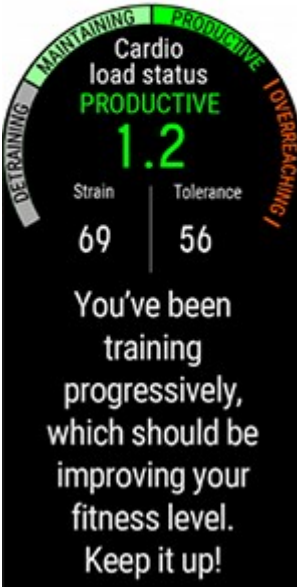 DETRAINING
MAINTAINING
PRODUCTIVE
OVERREACHING
Cardio
load status
PRODUCTIVE
1.2
Strain
Tolerance
69
56
You've been
training
progressively,
which should be
improving your
fitness level.
Keep it up!